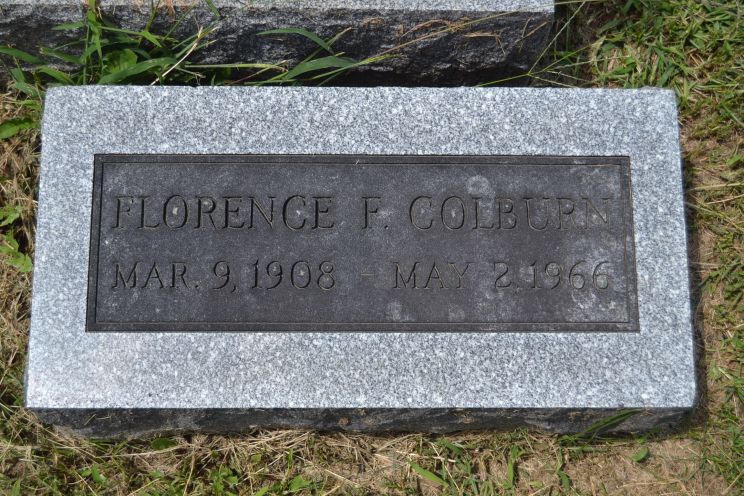 FLORENCE F. COLBURN
MAR. 9, 1908 - MAY 2, 1966